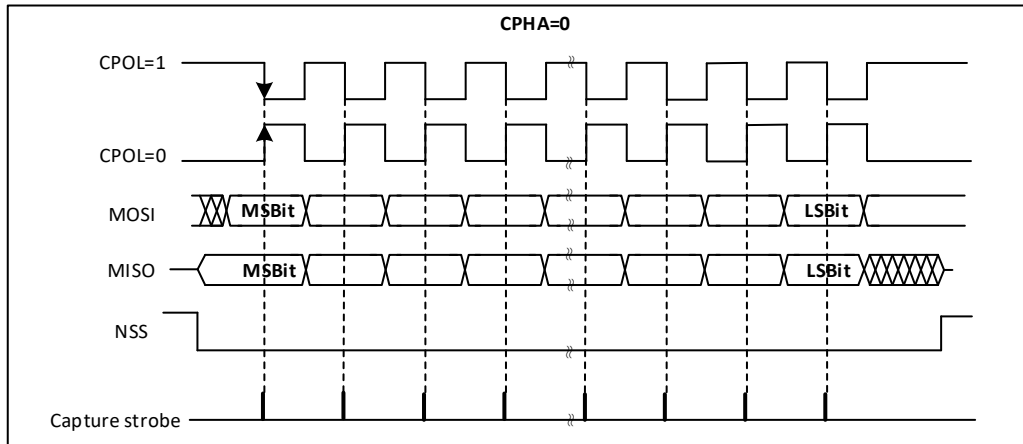 CPHA=0
CPOL=1
CPOL=0
MOSI MSBit LSBit
MISO MSBit LSBit
NSS
Capture strobe